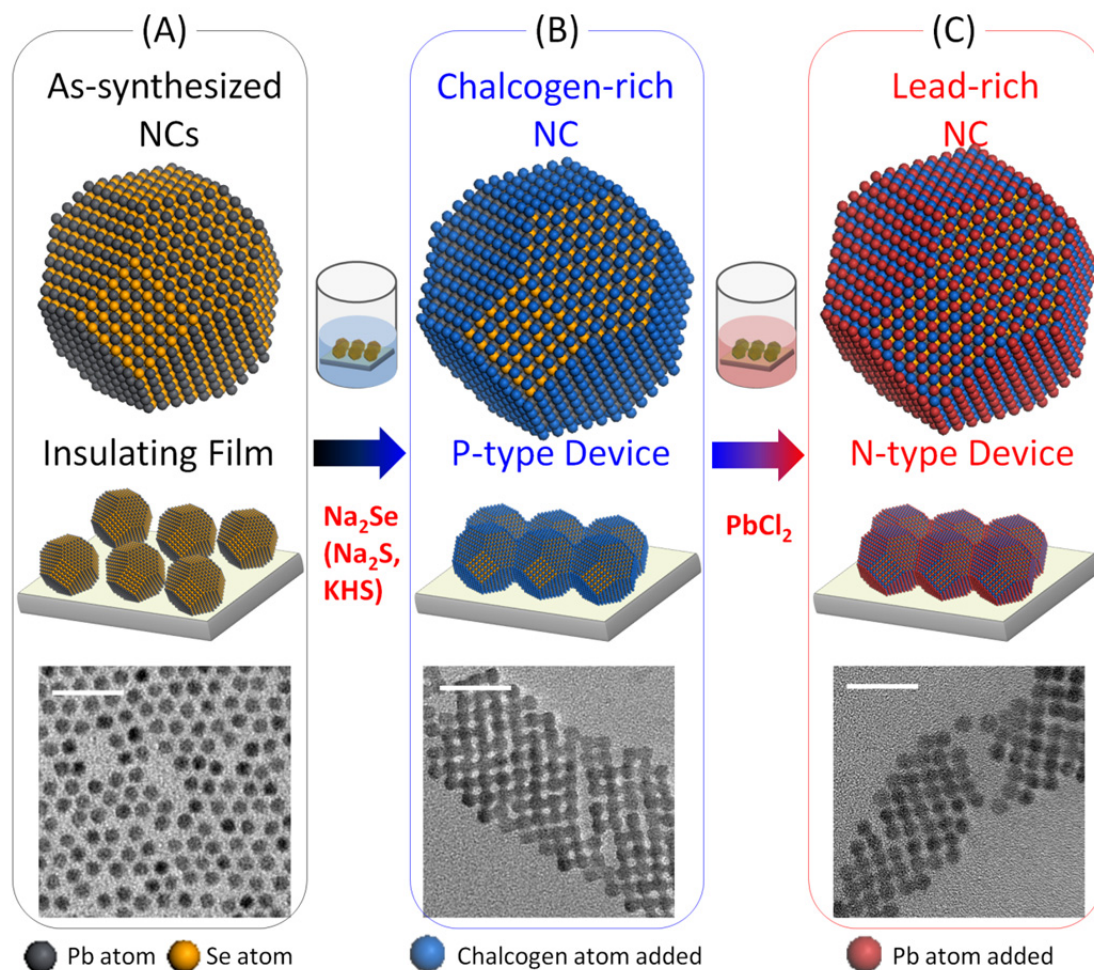 (A)
As-synthesized
NCs
Insulating Film
Na₂Se
(Na₂S,
KHS)
(B)
Chalcogen-rich
NC
P-type Device
PbCl₂
(C)
Lead-rich
NC
N-type Device
Pb atom
Se atom
Chalcogen atom added
Pb atom added